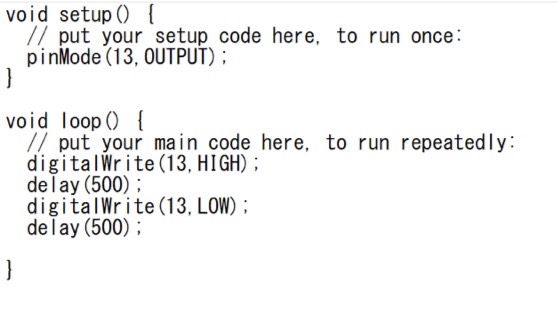 void setup() {
  // put your setup code here, to run once:
  pinMode(13,OUTPUT);
}

void loop() {
  // put your main code here, to run repeatedly:
  digitalWrite(13,HIGH);
  delay(500);
  digitalWrite(13,LOW);
  delay(500);

}